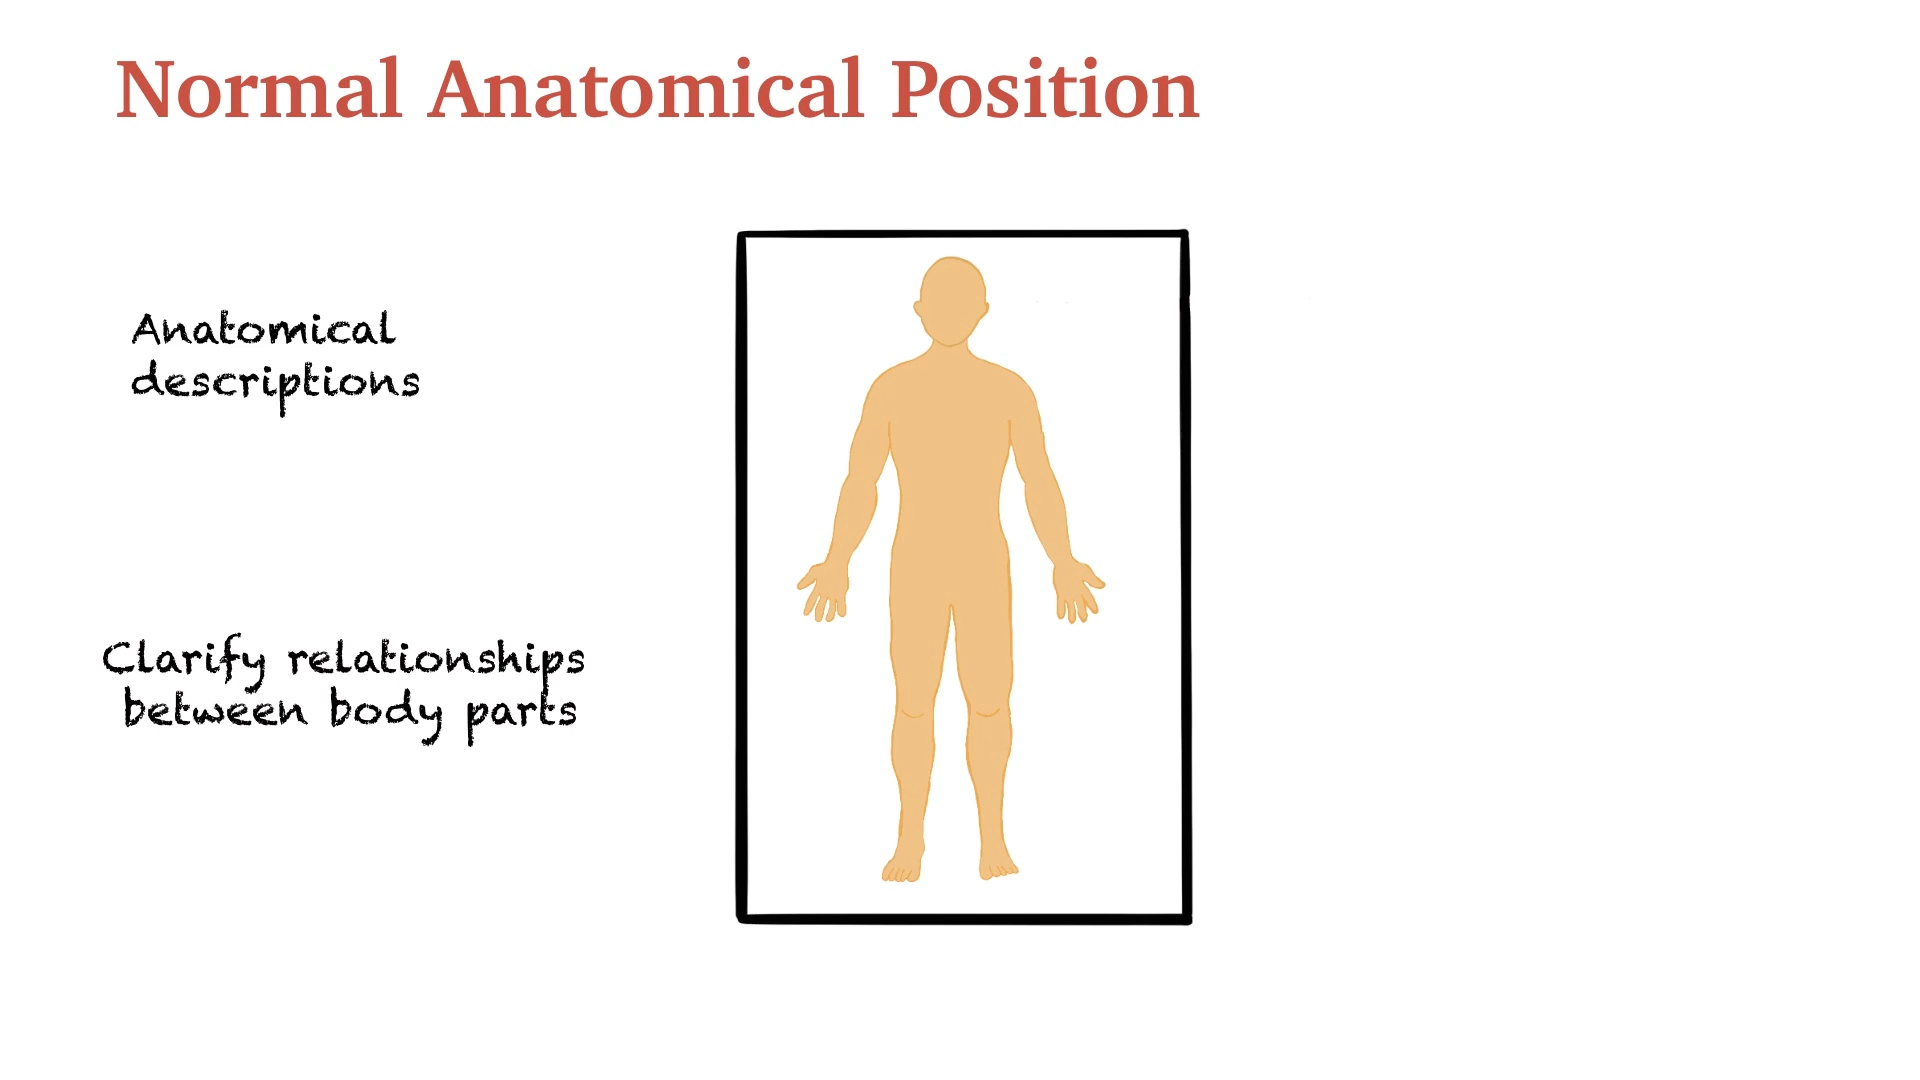 Normal Anatomical Position
Anatomical
descriptions
Clarify relationships
between body parts